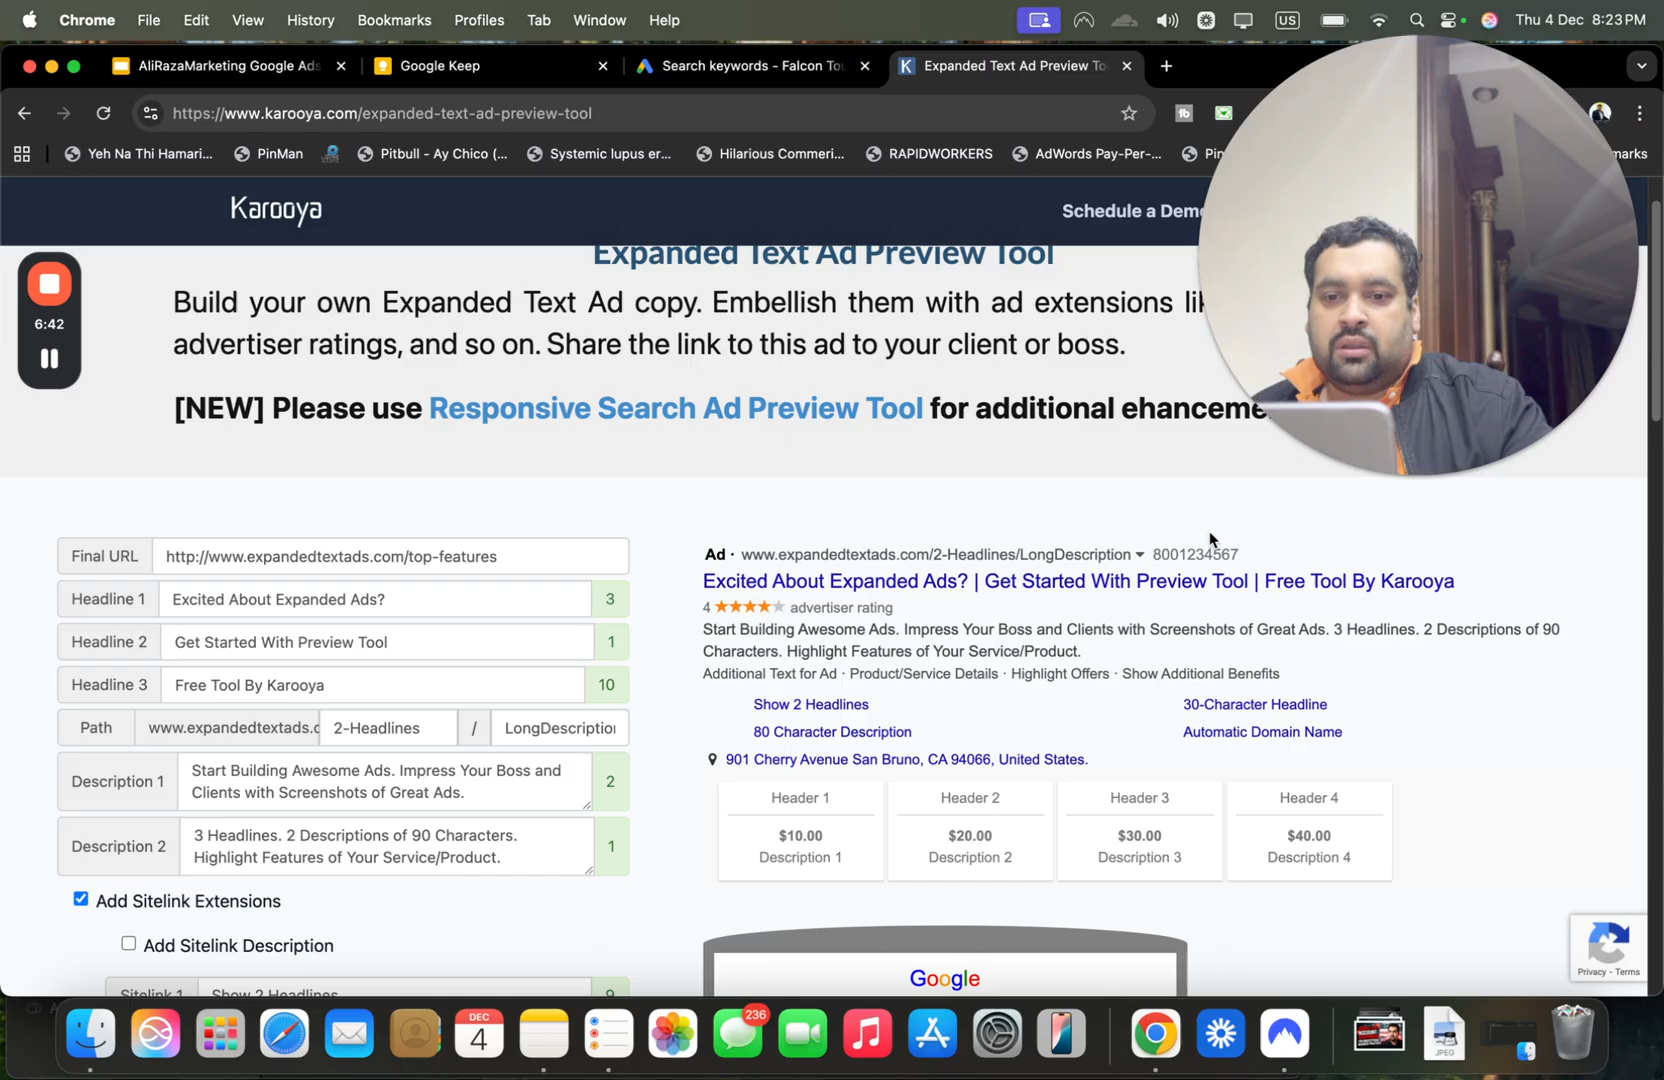 Chrome File Edit View History Bookmarks Profiles Tab Window Help US Thu 4 Dec 8:23 PM
AliRazaMarketing Google Ads
Google Keep
Search keywords - Falcon Tou
Expanded Text Ad Preview To
https://www.karooya.com/expanded-text-ad-preview-tool
Yeh Na Thi Hamari... PinMan Pitbull - Ay Chico (... Systemic lupus er... Hilarious Commeri... RAPIDWORKERS AdWords Pay-Per-... Pin
Karooya
Schedule a Demo
6:42
Expanded Text Ad Preview Tool
Build your own Expanded Text Ad copy. Embellish them with ad extensions
advertiser ratings, and so on. Share the link to this ad to your client or boss.
[NEW] Please use Responsive Search Ad Preview Tool for additional
Final URL http://www.expandedtextads.com/top-features
Headline 1 Excited About Expanded Ads? 3
Headline 2 Get Started With Preview Tool 1
Headline 3 Free Tool By Karooya 10
Path www.expandedtextads.c 2-Headlines / LongDescription
Description 1 Start Building Awesome Ads. Impress Your Boss and
Clients with Screenshots of Great Ads. 2
Description 2 3 Headlines. 2 Descriptions of 90 Characters.
Highlight Features of Your Service/Product. 1
Add Sitelink Extensions
Add Sitelink Description
Sitelink 1 Show 2 Headlines 9
Ad · www.expandedtextads.com/2-Headlines/LongDescription 8001234567
Excited About Expanded Ads? | Get Started With Preview Tool | Free Tool By Karooya
4 advertiser rating
Start Building Awesome Ads. Impress Your Boss and Clients with Screenshots of Great Ads. 3 Headlines. 2 Descriptions of 90
Characters. Highlight Features of Your Service/Product.
Additional Text for Ad · Product/Service Details · Highlight Offers · Show Additional Benefits
Show 2 Headlines 30-Character Headline
80 Character Description Automatic Domain Name
901 Cherry Avenue San Bruno, CA 94066, United States.
Header 1 Header 2 Header 3 Header 4
$10.00 $20.00 $30.00 $40.00
Description 1 Description 2 Description 3 Description 4
Google
Privacy - Terms
DEC
4
236
JPEG